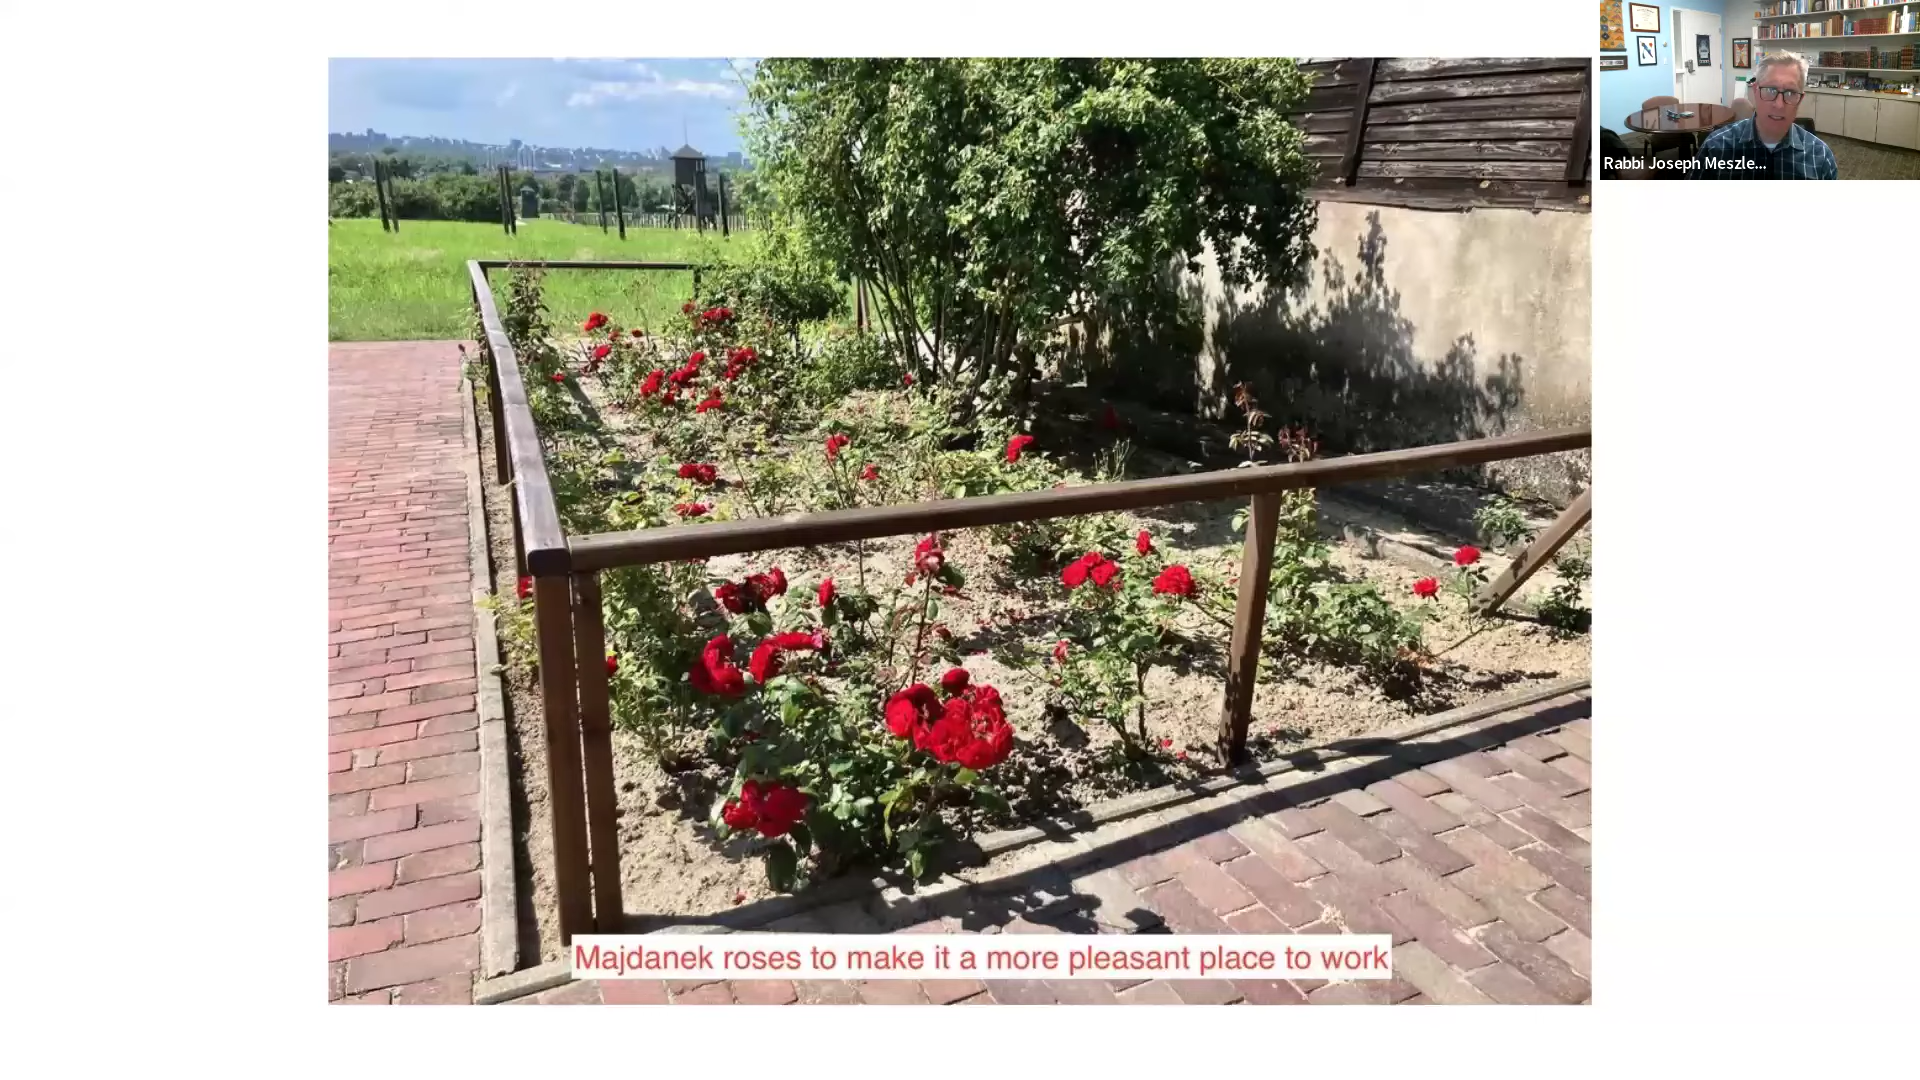 Rabbi Joseph Meszle...
Majdanek roses to make it a more pleasant place to work